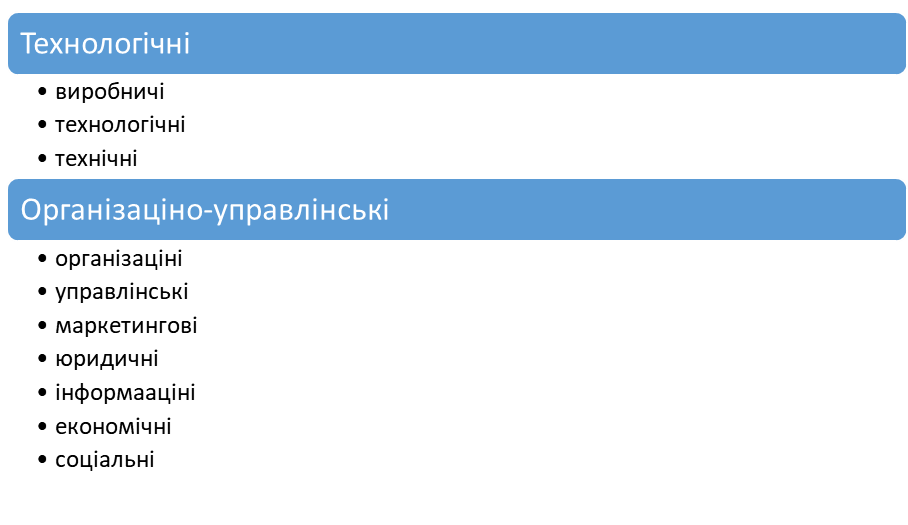 Технологічні
• виробничі
• технологічні
• технічні
Організаціно-управлінські
• організаціні
• управлінські
• маркетингові
• юридичні
• інформааціні
• економічні
• соціальні